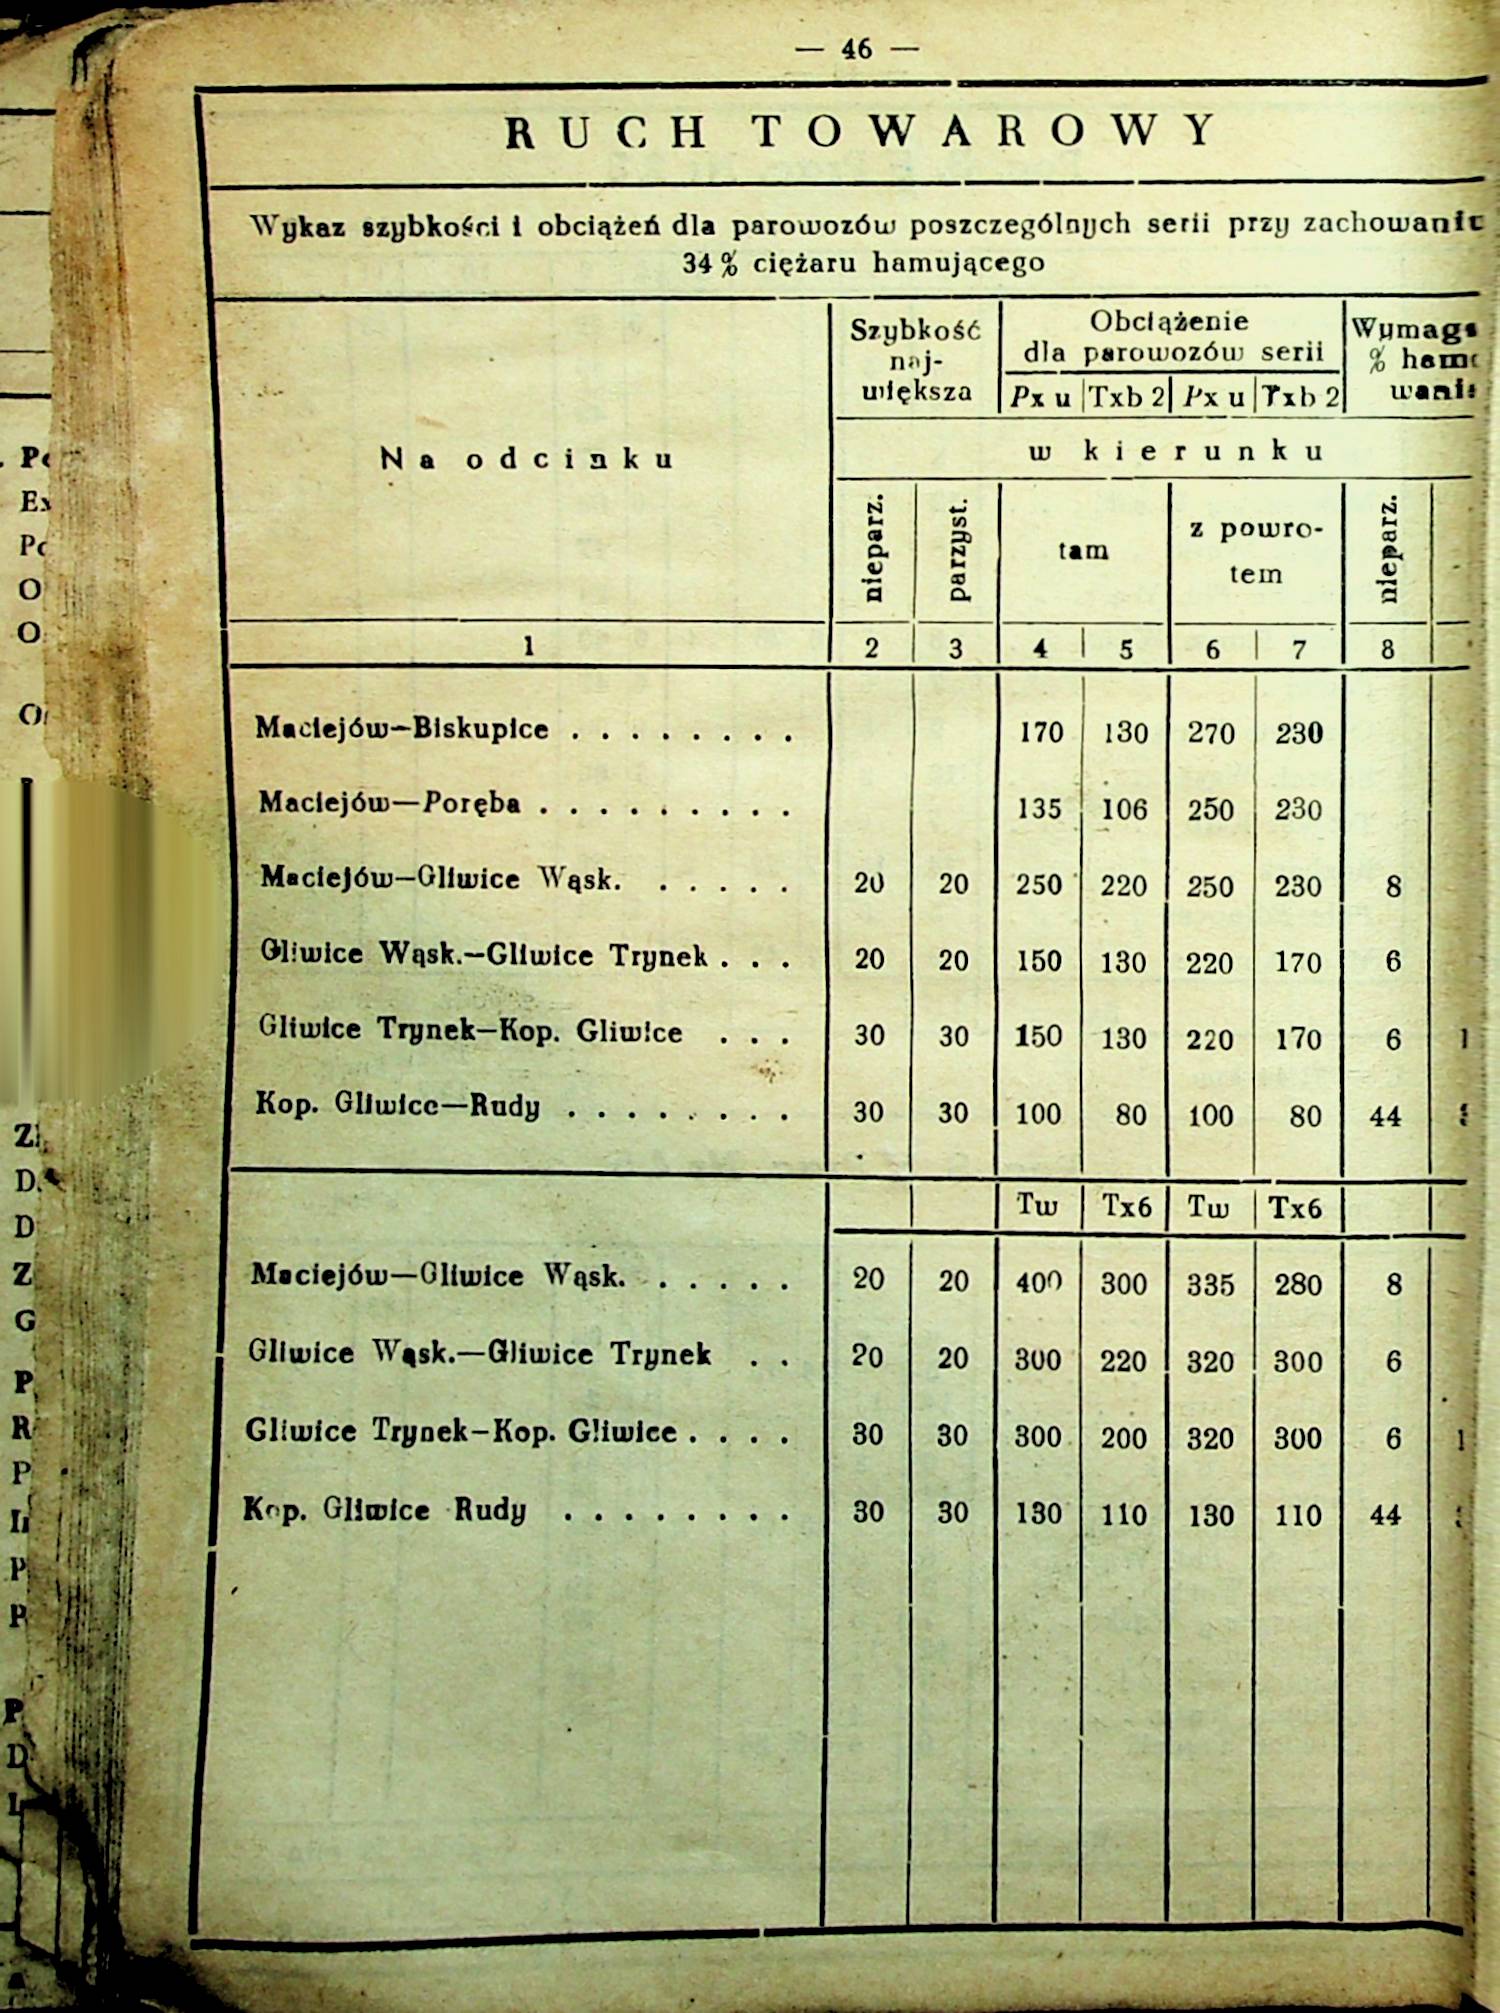 — 46 —
RUCH TOWAROWY
Wykaz szybkości i obciążeń dla parowozów poszczególnych serii przy zachowaniu
34% ciężaru hamującego
Na odcinku
Szybkość
naj-
większa
Obciążenie
dla parowozów serii
Px u Txb 2 Px u Txb 2
% 
w kierunku
nieparz. parzyst. tam z powro-
tem nieparz.
1 2 3 4 5 6 7 8
Maciejów—Biskupice . . . . . . . . 170 130 270 230
Maciejów—Poręba . . . . . . . . . 135 106 250 230
Maciejów—Gliwice Wąsk. . . . . . 20 20 250 220 250 230 8
Gliwice Wąsk.—Gliwice Trynek . . . 20 20 150 130 220 170 6
Gliwice Trynek—Kop. Gliwice . . . 30 30 150 130 220 170 6
Kop. Gliwice—Rudy . . . . . . . . 30 30 100 80 100 80 44
Tw Tx6 Tw Tx6
Maciejów—Gliwice Wąsk. . . . . . 20 20 400 300 335 280 8
Gliwice Wąsk.—Gliwice Trynek . . 20 20 300 220 320 300 6
Gliwice Trynek—Kop. Gliwice . . . . 30 30 300 200 320 300 6
Kop. Gliwice Rudy . . . . . . . . 30 30 130 110 130 110 44